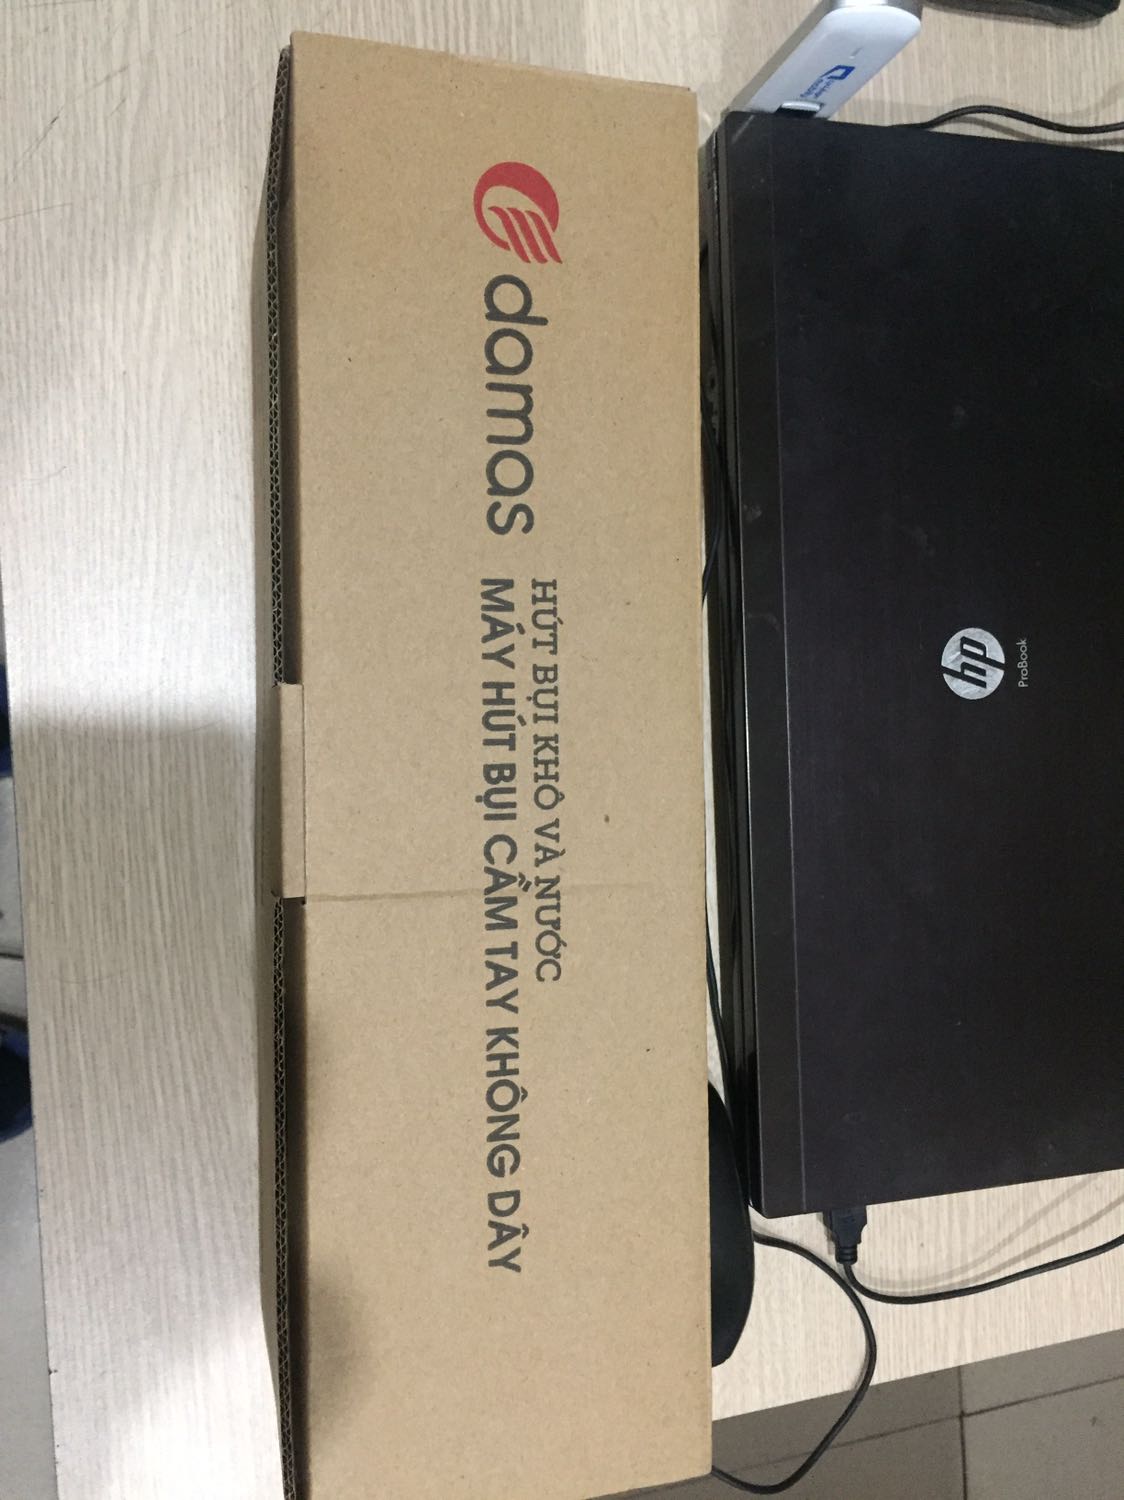 damas
HÚT BỤI KHÔ VÀ NƯỚC
MÁY HÚT BỤI CẦM TAY KHÔNG DÂY
hp
ProBook